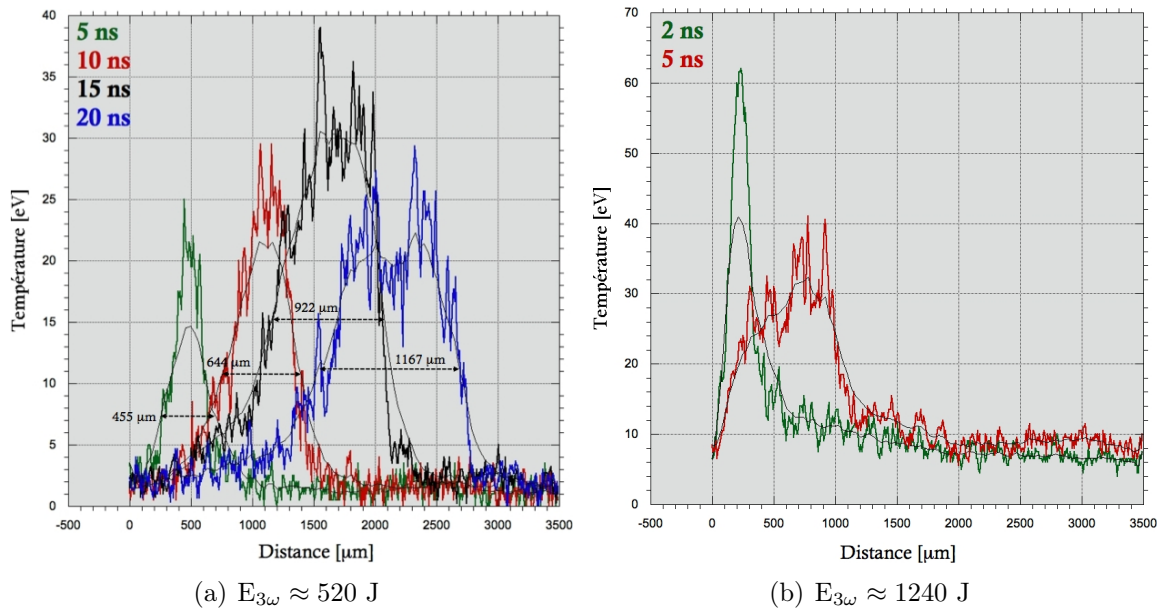 5 ns
10 ns
15 ns
20 ns
40
35
30
25
20
15
10
5
0
Température [eV]
922 µm
644 µm
1167 µm
455 µm
-500 0 500 1000 1500 2000 2500 3000 3500
Distance [µm]
(a) E3ω ≈ 520 J
2 ns
5 ns
70
60
50
40
30
20
10
0
Température [eV]
-500 0 500 1000 1500 2000 2500 3000 3500
Distance [µm]
(b) E3ω ≈ 1240 J